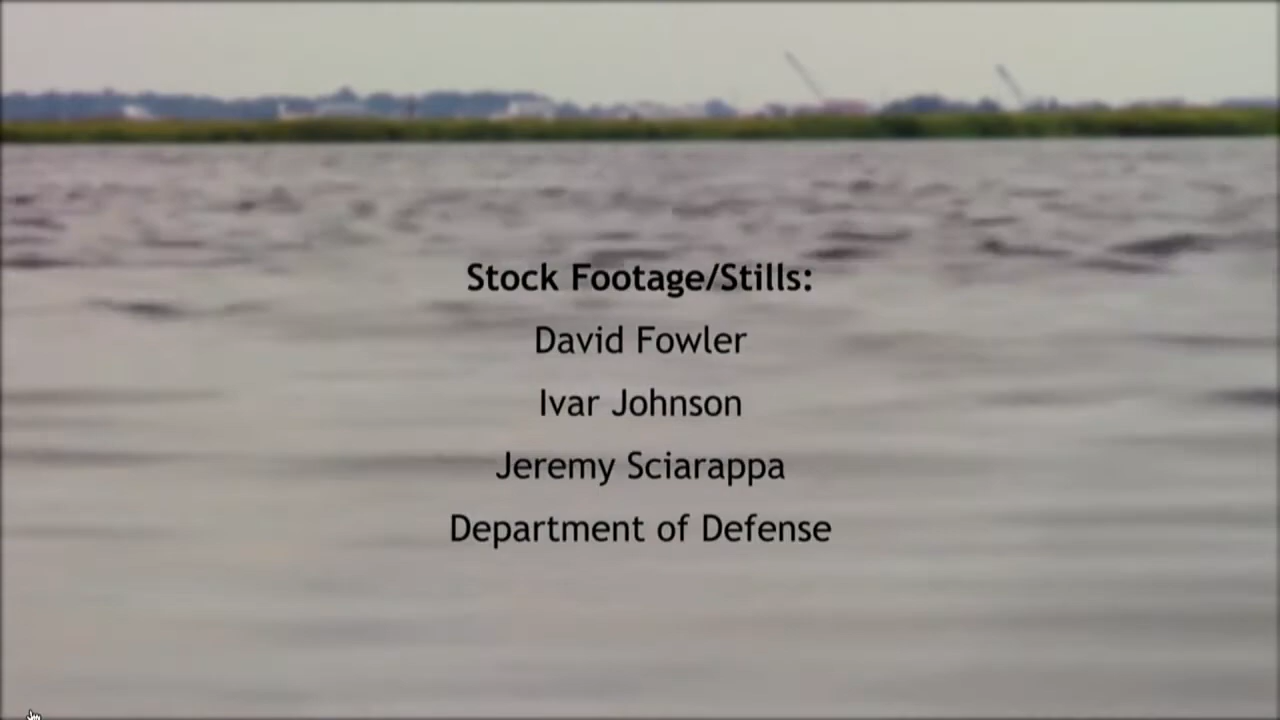 Stock Footage/Stills:
David Fowler
Ivar Johnson
Jeremy Sciarappa
Department of Defense